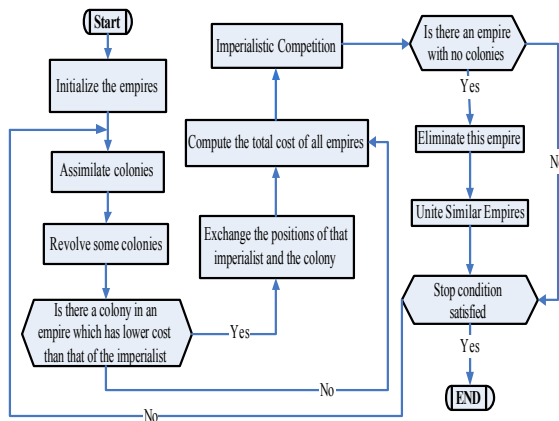 Start
Initialize the empires
Assimilate colonies
Revolve some colonies
Is there a colony in an
empire which has lower cost
than that of the imperialist
Yes
No
Exchange the positions of that
imperialist and the colony
Compute the total cost of all empires
Imperialistic Competition
Is there an empire
with no colonies
Yes
No
Eliminate this empire
Unite Similar Empires
Stop condition
satisfied
Yes
No
END